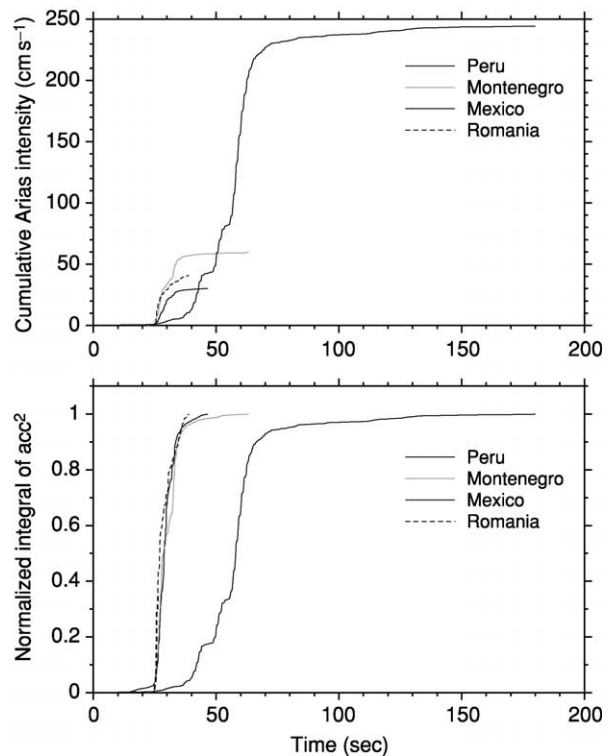 250
200
150
100
50
0
Cumulative Arias intensity (cm s⁻¹)
Peru
Montenegro
Mexico
Romania
0 50 100 150 200
1
0.8
0.6
0.4
0.2
0
Normalized integral of acc²
Peru
Montenegro
Mexico
Romania
0 50 100 150 200
Time (sec)